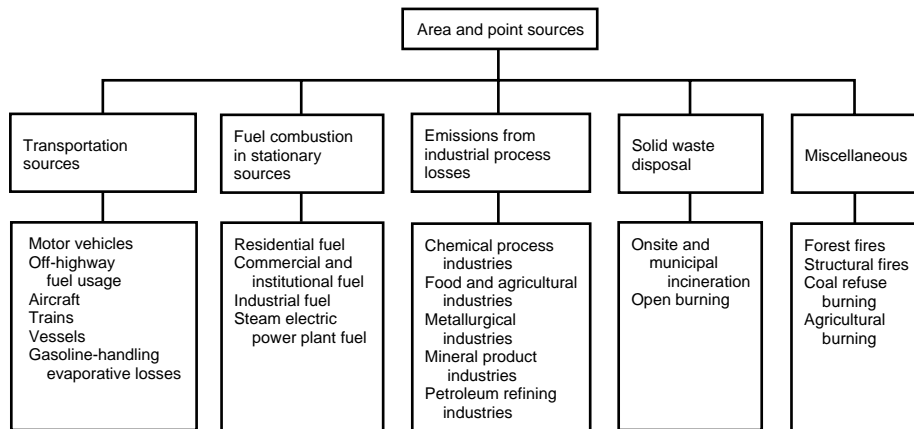 Area and point sources
Transportation
sources
Fuel combustion
in stationary
sources
Emissions from
industrial process
losses
Solid waste
disposal
Miscellaneous
Motor vehicles
Off-highway
fuel usage
Aircraft
Trains
Vessels
Gasoline-handling
evaporative losses
Residential fuel
Commercial and
institutional fuel
Industrial fuel
Steam electric
power plant fuel
Chemical process
industries
Food and agricultural
industries
Metallurgical
industries
Mineral product
industries
Petroleum refining
industries
Onsite and
municipal
incineration
Open burning
Forest fires
Structural fires
Coal refuse
burning
Agricultural
burning